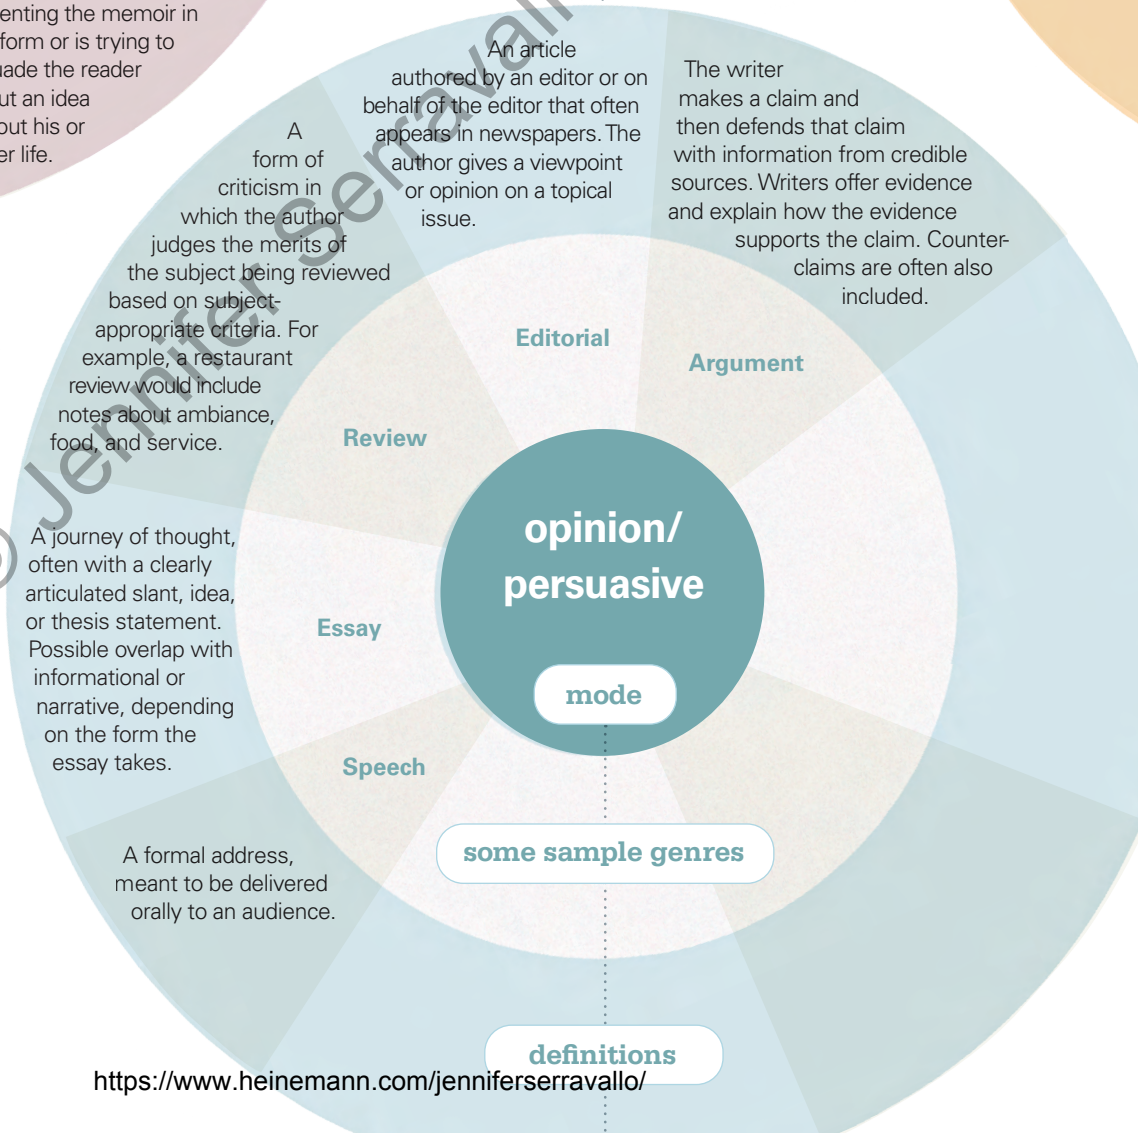 enting the memoir in
form or is trying to
uade the reader
ut an idea
out his or
er life.
A
form of
criticism in
which the author
judges the merits of
the subject being reviewed
based on subject-
appropriate criteria. For
example, a restaurant
review would include
notes about ambiance,
food, and service.
An article
authored by an editor or on
behalf of the editor that often
appears in newspapers. The
author gives a viewpoint
or opinion on a topical
issue.
The writer
makes a claim and
then defends that claim
with information from credible
sources. Writers offer evidence
and explain how the evidence
supports the claim. Counter-
claims are often also
included.
Editorial
Argument
Review
opinion/
persuasive
A journey of thought,
often with a clearly
articulated slant, idea,
or thesis statement.
Possible overlap with
informational or
narrative, depending
on the form the
essay takes.
Essay
mode
Speech
some sample genres
A formal address,
meant to be delivered
orally to an audience.
definitions
https://www.heinemann.com/jenniferserravallo/
© Jennifer Serravall